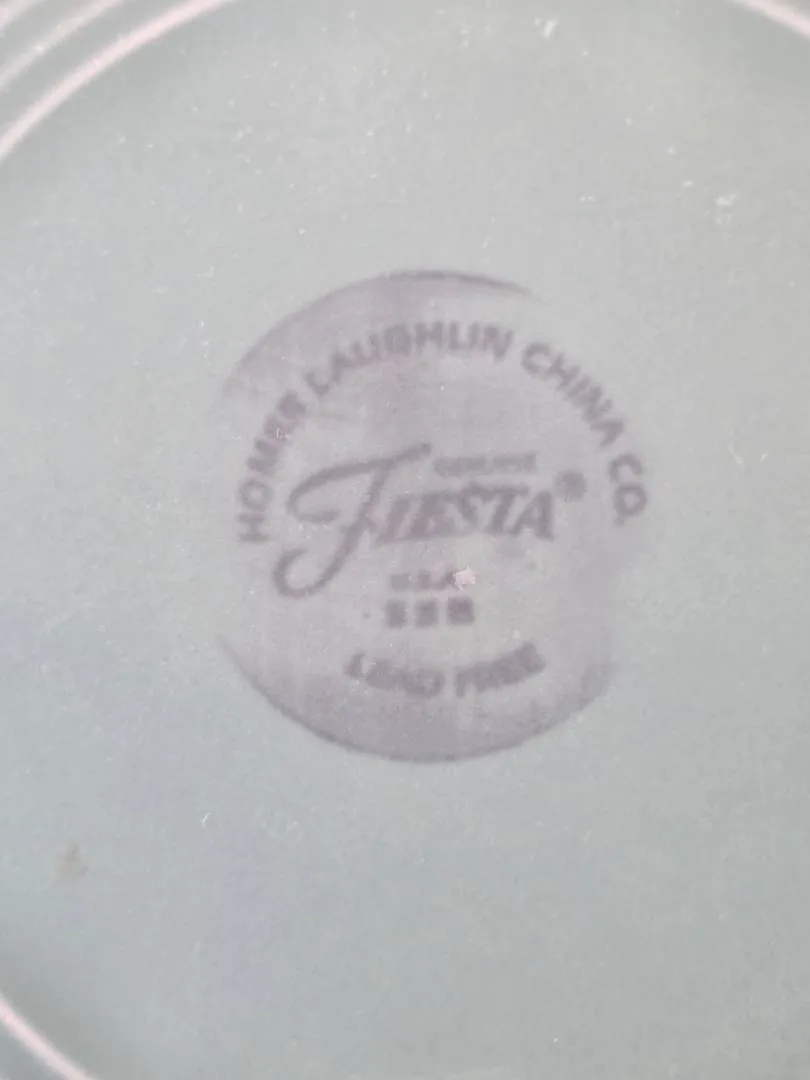 HOMER LAUGHLIN CHINA CO.
GENUINE
FIESTA®
U.S.A.
LEAD FREE